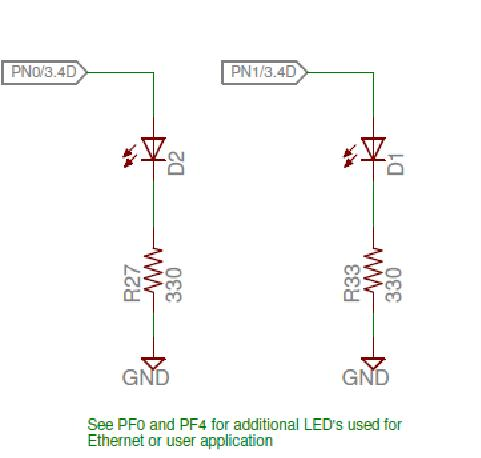 PN0/3.4D
PN1/3.4D
D2
D1
R27
330
R33
330
GND
GND
See PF0 and PF4 for additional LED's used for
Ethernet or user application